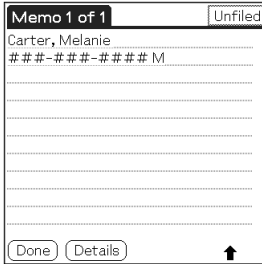 Memo 1 of 1
Unfiled
Carter, Melanie
###-###-#### M
Done
Details